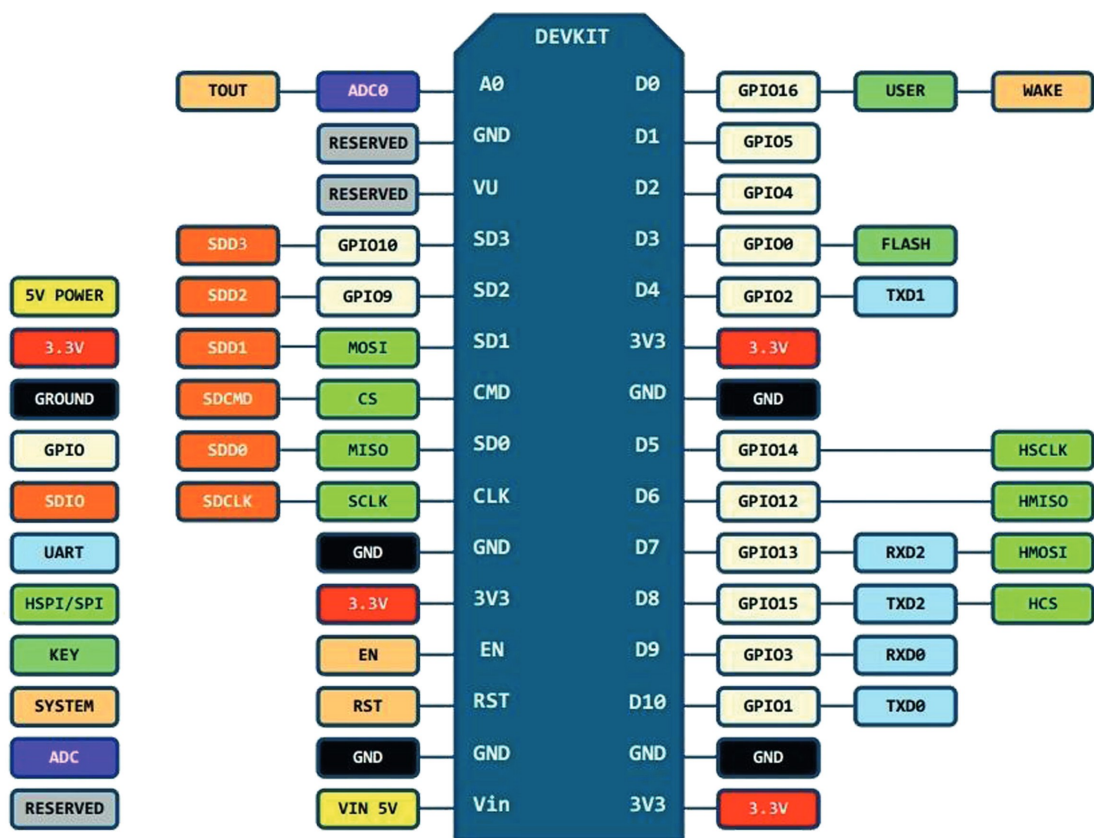 DEVKIT
TOUT ADC0 A0 D0 GPIO16 USER WAKE
RESERVED GND D1 GPIO5
RESERVED VU D2 GPIO4
SDD3 GPIO10 SD3 D3 GPIO0 FLASH
5V POWER SDD2 GPIO9 SD2 D4 GPIO2 TXD1
3.3V SDD1 MOSI SD1 3V3 3.3V
GROUND SDCMD CS CMD GND GND
GPIO SDD0 MISO SD0 D5 GPIO14 HSCLK
SDIO SDCLK SCLK CLK D6 GPIO12 HMISO
UART GND GND D7 GPIO13 RXD2 HMOSI
HSPI/SPI 3.3V 3V3 D8 GPIO15 TXD2 HCS
KEY EN EN D9 GPIO3 RXD0
SYSTEM RST RST D10 GPIO1 TXD0
ADC GND GND GND GND
RESERVED VIN 5V Vin 3V3 3.3V